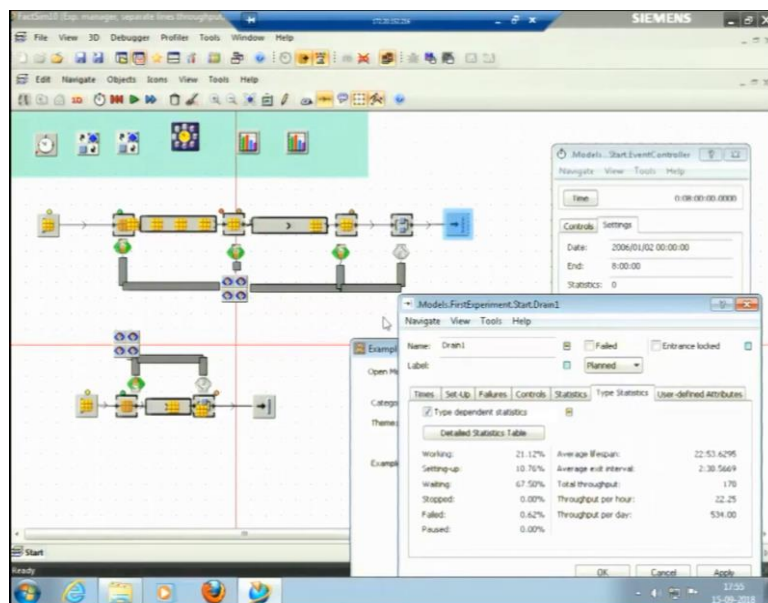 FactSim10 [Exp. manager, separate lines throughput,
SIEMENS
File View 3D Debugger Profiler Tools Window Help
Edit Navigate Objects Icons View Tools Help
.Models...Start.EventController
Navigate View Tools Help
Time 0:08:00:00.0000
Controls Settings
Date: 2006/01/02 00:00:00
End: 8:00:00
Statistics: 0
.Models.FirstExperiment.Start.Drain1
Navigate View Tools Help
Name: Drain1 Failed Entrance locked
Label: Planned
Times Set-Up Failures Controls Statistics Type Statistics User-defined Attributes
Type dependent statistics
Detailed Statistics Table
Working: 21.12% Average lifespan: 22:53.6295
Setting-up: 10.76% Average exit interval: 2:38.5669
Waiting: 67.50% Total throughput: 178
Stopped: 0.00% Throughput per hour: 22.25
Failed: 0.62% Throughput per day: 534.00
Paused: 0.00%
OK Cancel Apply
Exampl
Open M
Catego
Theme:
Exampl
Start
Ready
17:55
15-09-2018